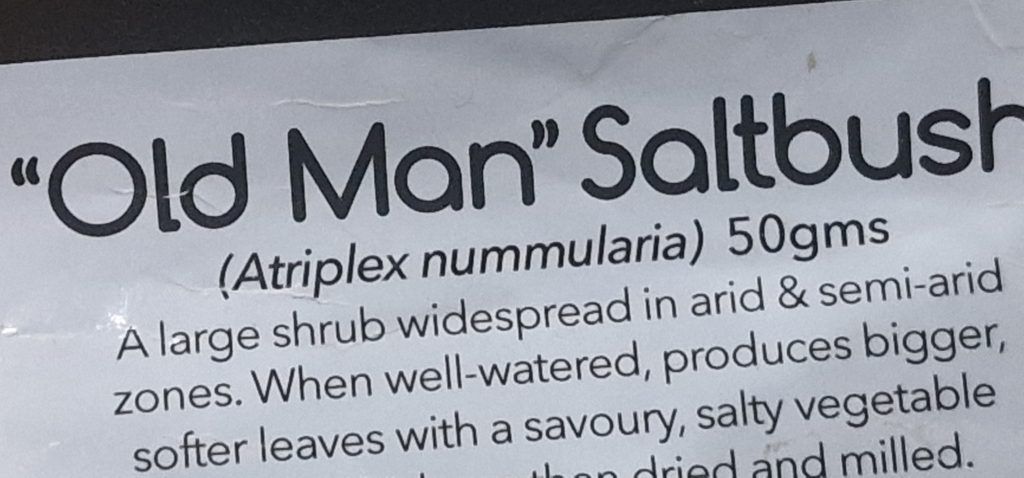 “Old Man” Saltbush
(Atriplex nummularia) 50gms
A large shrub widespread in arid & semi-arid
zones. When well-watered, produces bigger,
softer leaves with a savoury, salty vegetable
then dried and milled.